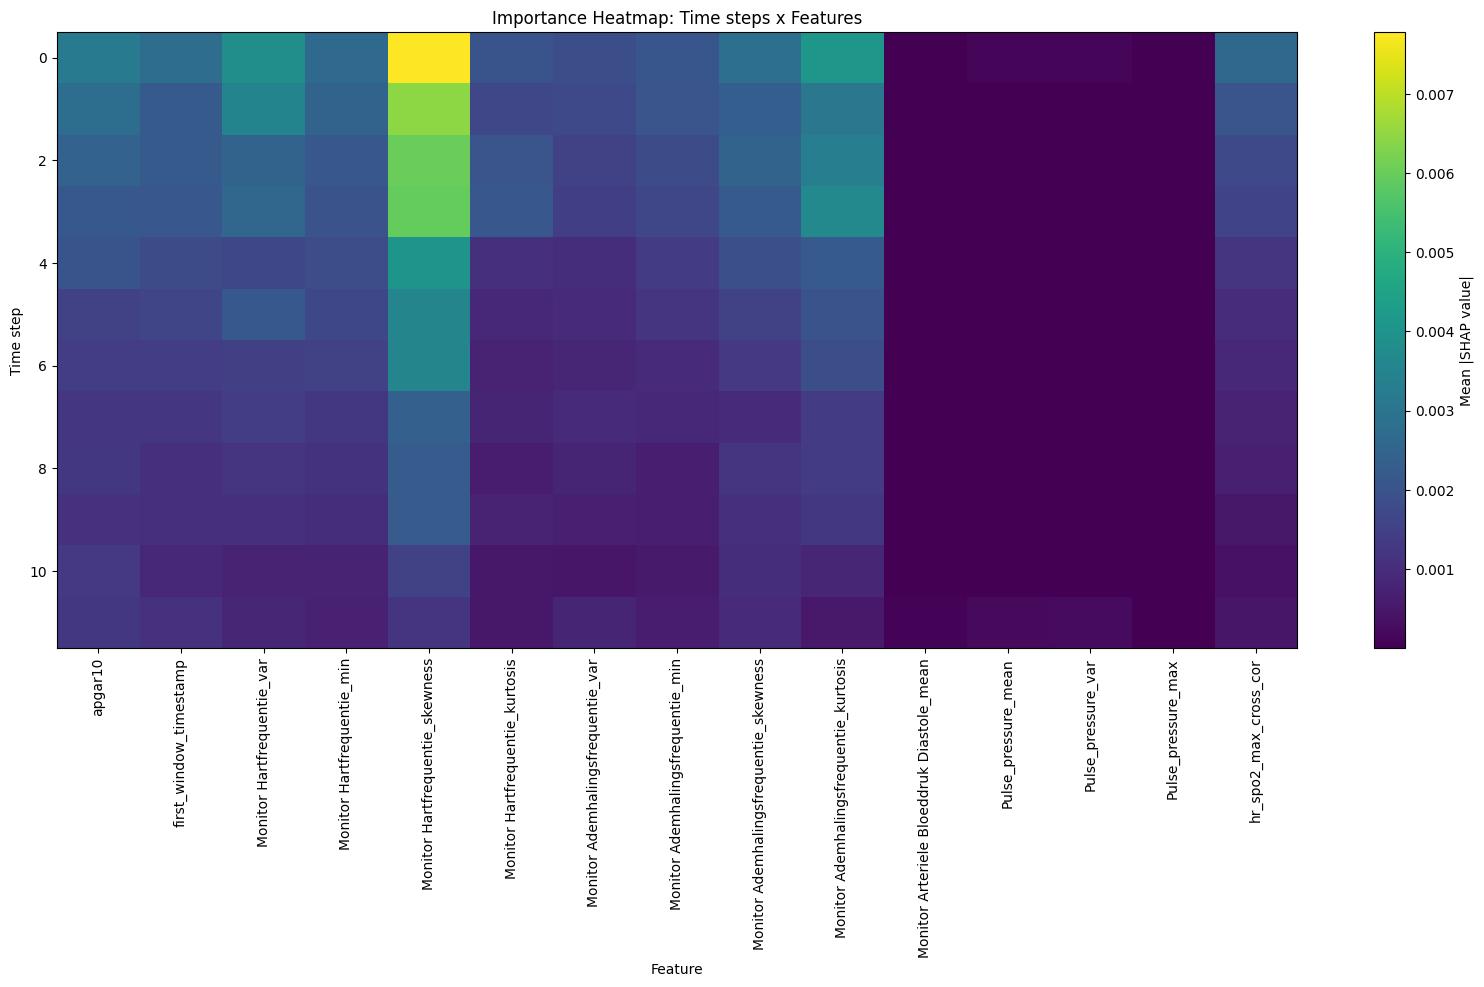 Importance Heatmap: Time steps x Features
Time step
0
2
4
6
8
10
apgar10
first_window_timestamp
Monitor Hartfrequentie_var
Monitor Hartfrequentie_min
Monitor Hartfrequentie_skewness
Monitor Hartfrequentie_kurtosis
Monitor Ademhalingsfrequentie_var
Monitor Ademhalingsfrequentie_min
Monitor Ademhalingsfrequentie_skewness
Monitor Ademhalingsfrequentie_kurtosis
Monitor Arteriele Bloeddruk Diastole_mean
Pulse_pressure_mean
Pulse_pressure_var
Pulse_pressure_max
hr_spo2_max_cross_cor
Feature
0.007
0.006
0.005
0.004
0.003
0.002
0.001
Mean |SHAP value|